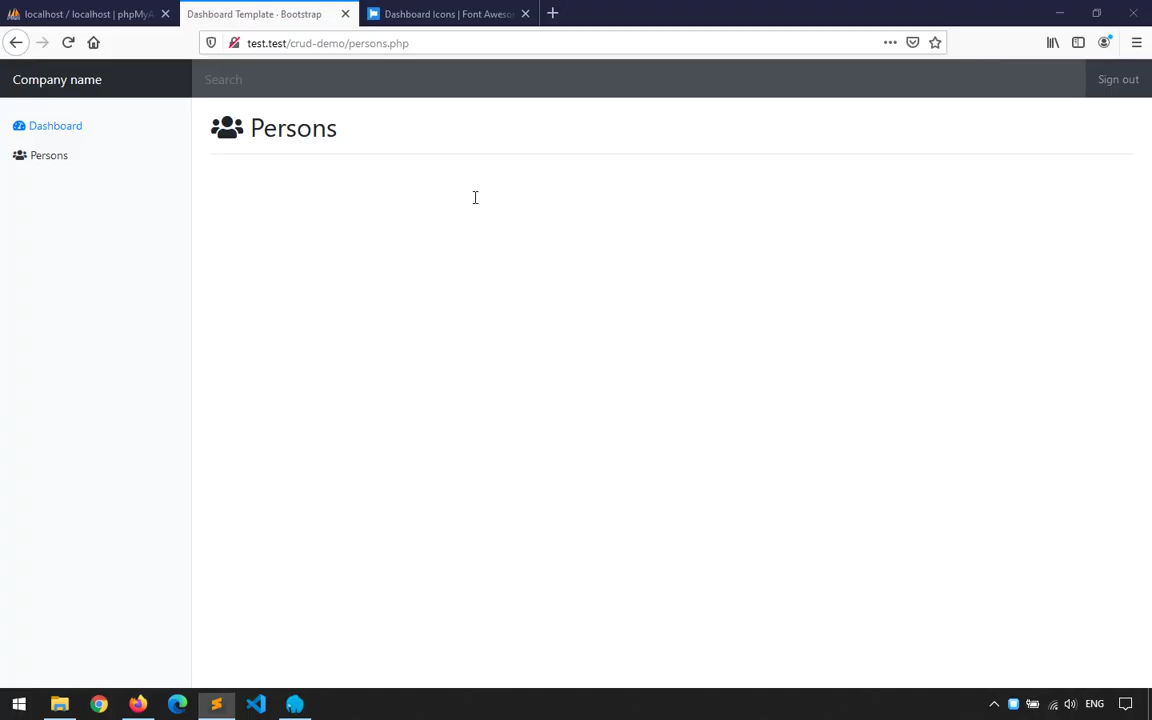 localhost / localhost | phpMyA
Dashboard Template · Bootstrap
Dashboard Icons | Font Aweso
test.test/crud-demo/persons.php
Company name
Search
Sign out
Dashboard
Persons
Persons
ENG